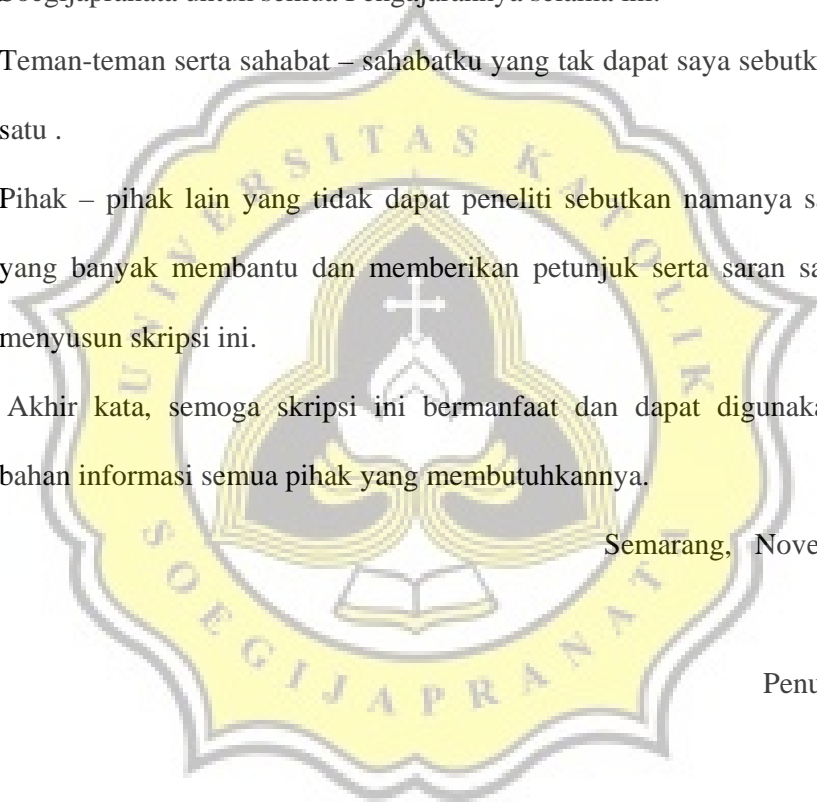 Soegijapranata untuk semua Pengajarannya selama ini.
Teman-teman serta sahabat – sahabatku yang tak dapat saya sebutk
satu .
Pihak – pihak lain yang tidak dapat peneliti sebutkan namanya sa
yang banyak membantu dan memberikan petunjuk serta saran sa
menyusun skripsi ini.
Akhir kata, semoga skripsi ini bermanfaat dan dapat digunaka
bahan informasi semua pihak yang membutuhkannya.
Semarang, Nove
Penu
UNIVERSITAS KATOLIK
SOEGIJAPRANATA